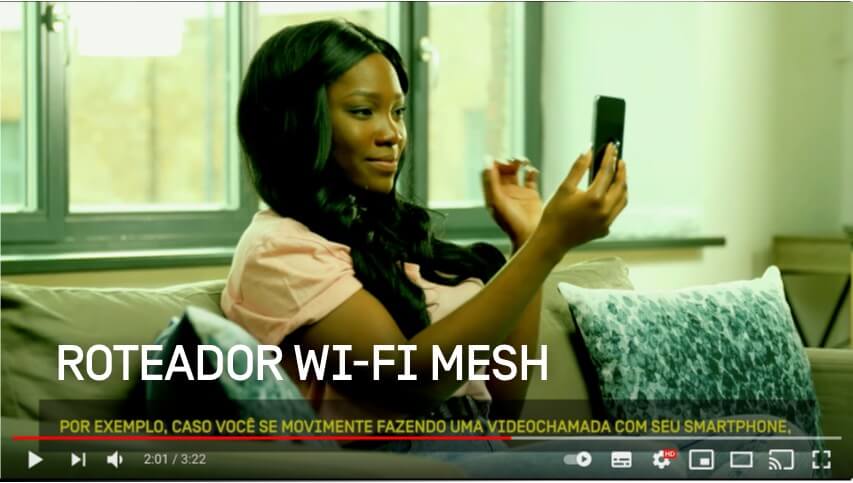 ROTEADOR WI-FI MESH
POR EXEMPLO, CASO VOCÊ SE MOVIMENTE FAZENDO UMA VIDEOCHAMADA COM SEU SMARTPHONE,
2:01 / 3:22
HD